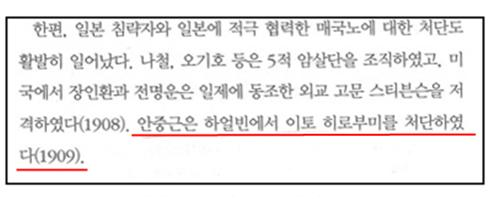 한편, 일본 침략자와 일본에 적극 협력한 매국노에 대한 처단도
활발히 일어났다. 나철, 오기호 등은 5적 암살단을 조직하였고, 미
국에서 장인환과 전명운은 일제에 동조한 외교 고문 스티븐슨을 저
격하였다(1908). 안중근은 하얼빈에서 이토 히로부미를 처단하였
다(1909).